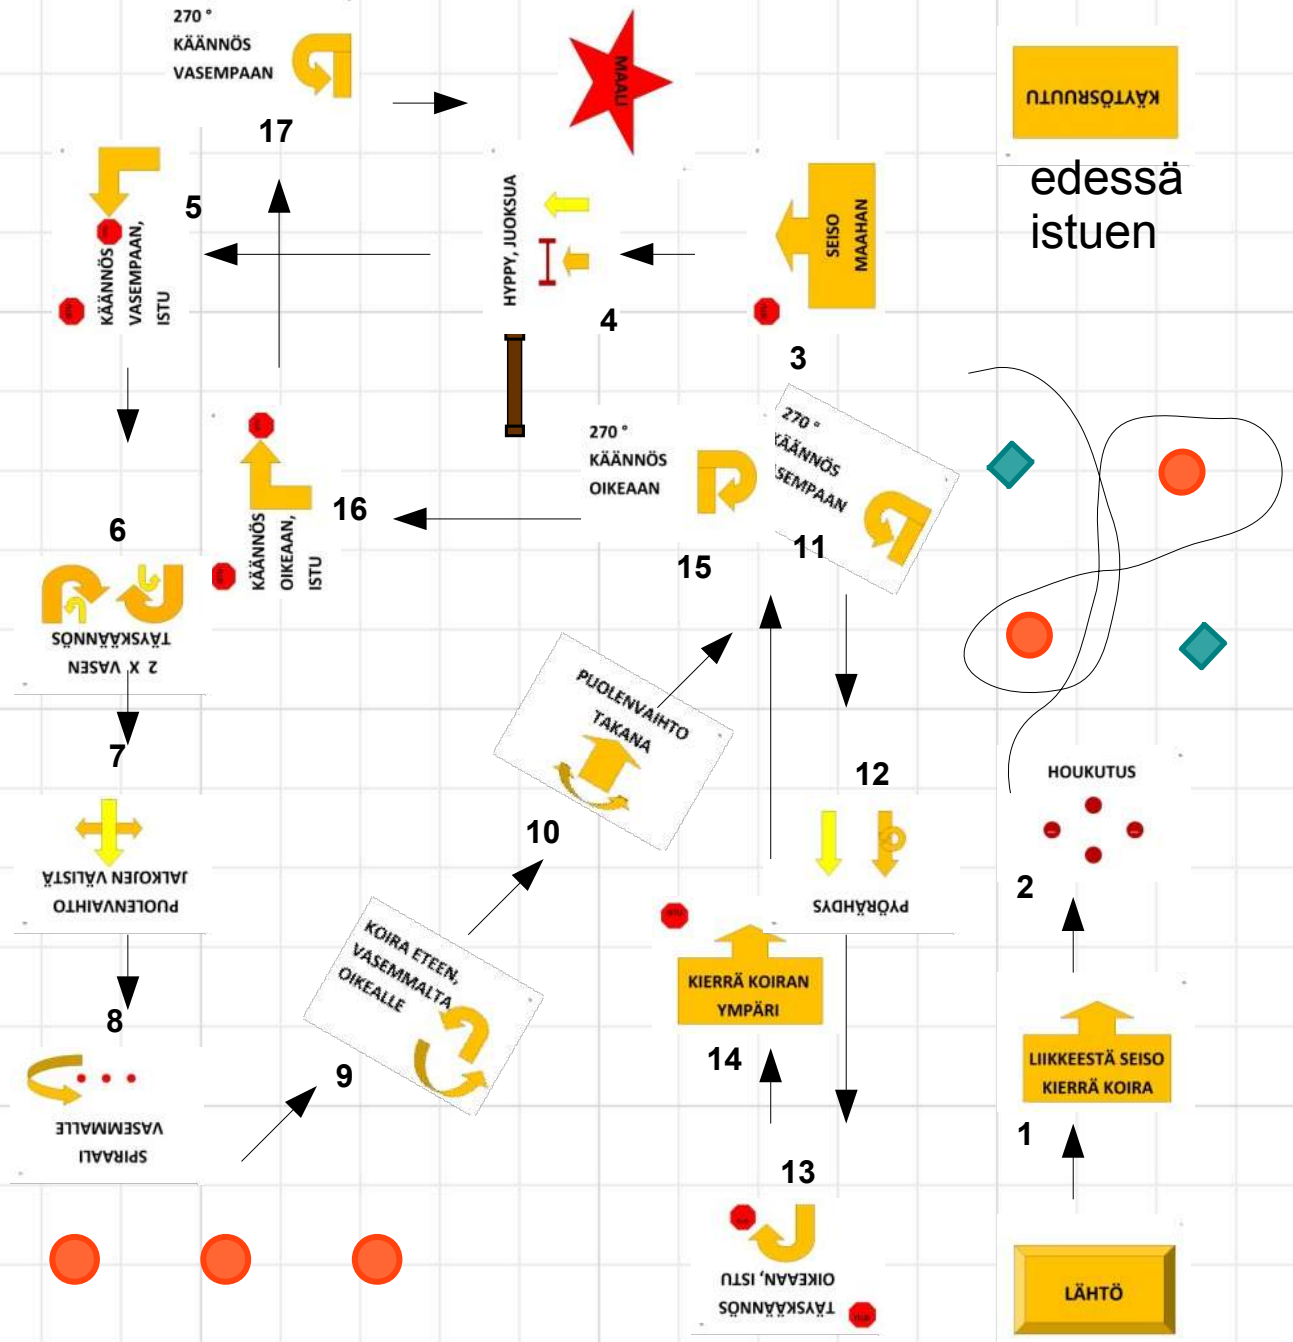 270 °
KÄÄNNÖS
VASEMPAAN
17
MAALI
KÄYTÖSRUUTU
edessä
istuen
5
KÄÄNNÖS
VASEMPAAN,
ISTU
HYPPY, JUOKSUA
4
SEISO
MAAHAN
3
6
TÄYSKÄÄNNÖS
2 X VASEN
KÄÄNNÖS
OIKEAAN,
ISTU
16
270 °
KÄÄNNÖS
OIKEAAN
15
270 °
11
7
PUOLENVAIHTO
JALKOJEN VÄLISTÄ
PUOLENVAIHTO
TAKANA
10
12
PYÖRÄHDYS
HOUKUTUS
2
8
SPIRAALI
VASEMMALLE
KOIRA ETEEN,
VASEMMALTA
OIKEALLE
9
KIERRÄ KOIRAN
YMPÄRI
14
LIIKKEESTÄ SEISO
KIERRÄ KOIRA
1
13
TÄYSKÄÄNNÖS
OIKEAAN, ISTU
LÄHTÖ